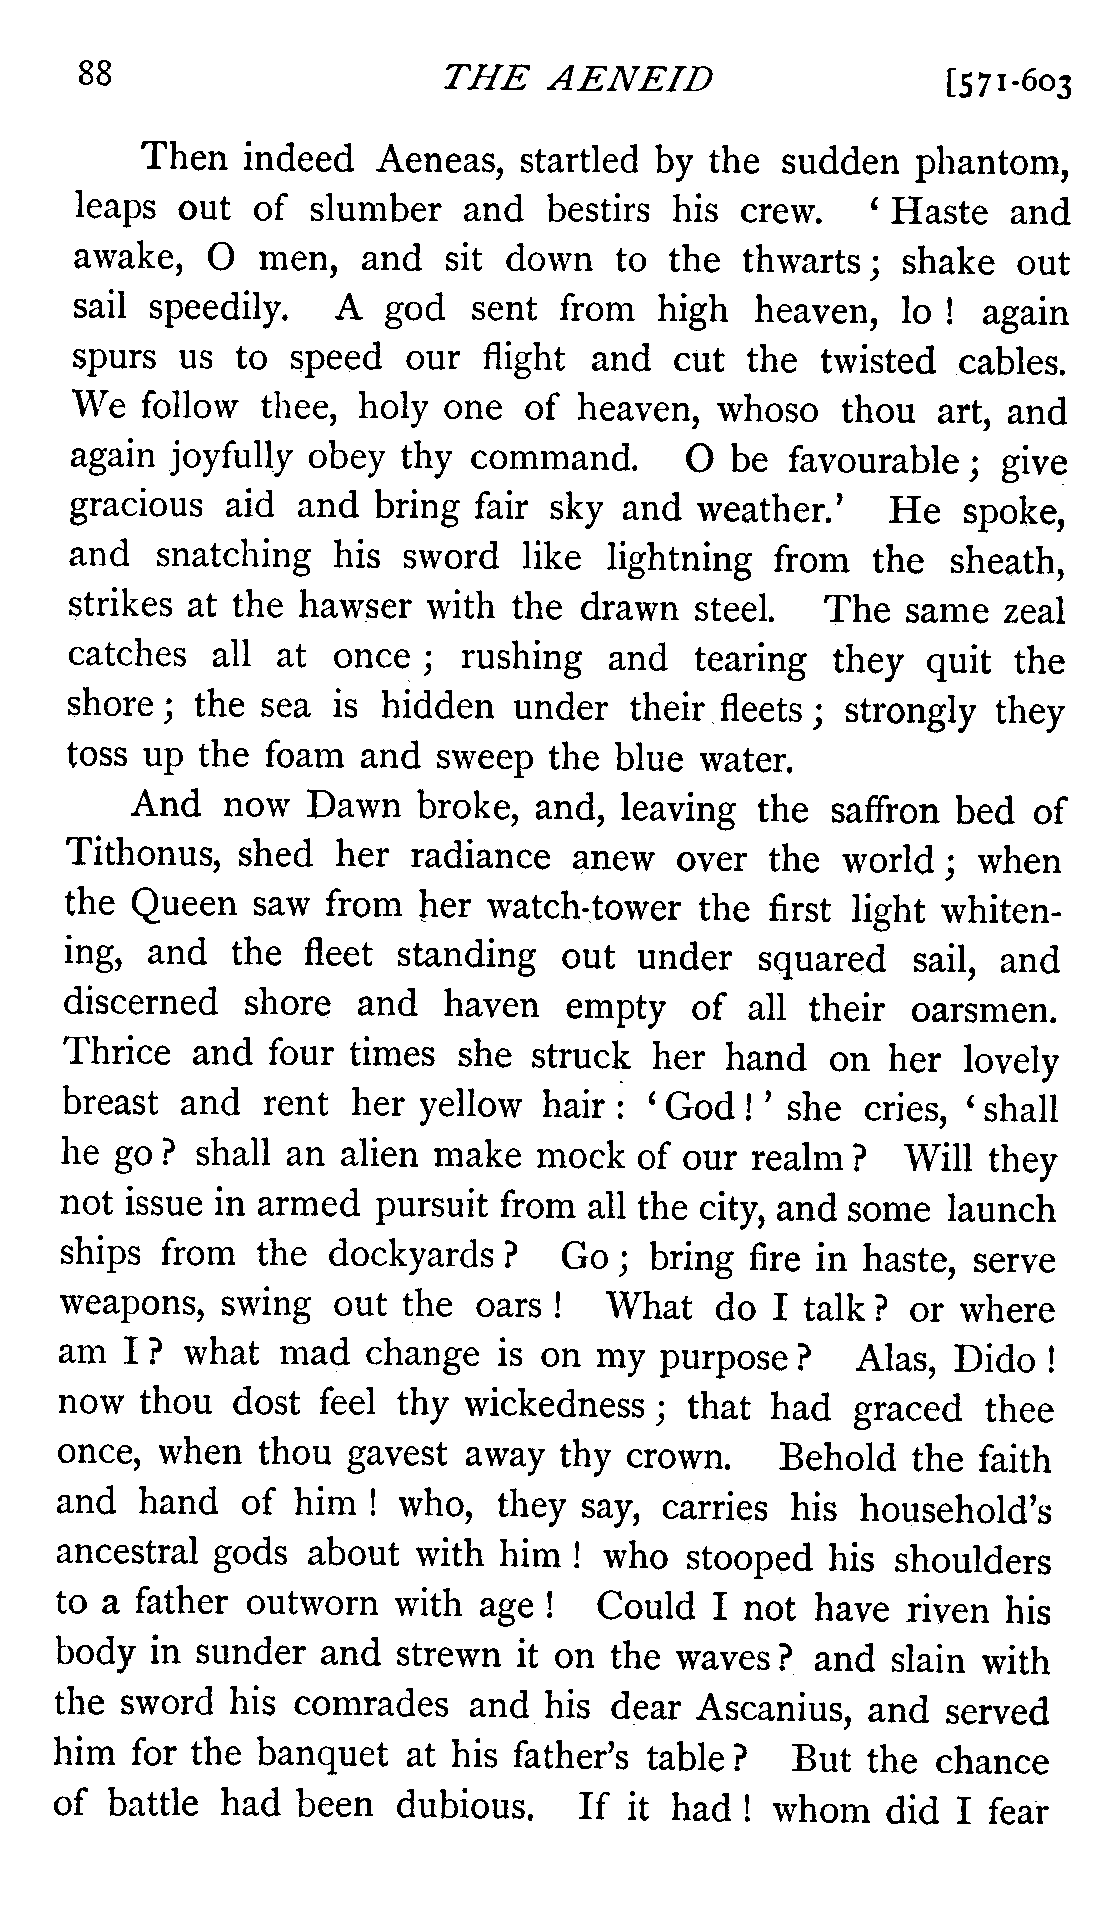 88 THE AENEID [571-603
Then indeed Aeneas, startled by the sudden phantom,
leaps out of slumber and bestirs his crew. ‘ Haste and
awake, O men, and sit down to the thwarts ; shake out
sail speedily. A god sent from high heaven, lo ! again
spurs us to speed our flight and cut the twisted cables.
We follow thee, holy one of heaven, whoso thou art, and
again joyfully obey thy command. O be favourable ; give
gracious aid and bring fair sky and weather.’ He spoke,
and snatching his sword like lightning from the sheath,
strikes at the hawser with the drawn steel. The same zeal
catches all at once ; rushing and tearing they quit the
shore ; the sea is hidden under their fleets ; strongly they
toss up the foam and sweep the blue water.
And now Dawn broke, and, leaving the saffron bed of
Tithonus, shed her radiance anew over the world ; when
the Queen saw from her watch-tower the first light whiten-
ing, and the fleet standing out under squared sail, and
discerned shore and haven empty of all their oarsmen.
Thrice and four times she struck her hand on her lovely
breast and rent her yellow hair : ‘ God ! ’ she cries, ‘ shall
he go ? shall an alien make mock of our realm ? Will they
not issue in armed pursuit from all the city, and some launch
ships from the dockyards ? Go ; bring fire in haste, serve
weapons, swing out the oars ! What do I talk ? or where
am I ? what mad change is on my purpose ? Alas, Dido !
now thou dost feel thy wickedness ; that had graced thee
once, when thou gavest away thy crown. Behold the faith
and hand of him ! who, they say, carries his household’s
ancestral gods about with him ! who stooped his shoulders
to a father outworn with age ! Could I not have riven his
body in sunder and strewn it on the waves ? and slain with
the sword his comrades and his dear Ascanius, and served
him for the banquet at his father’s table ? But the chance
of battle had been dubious. If it had ! whom did I fear